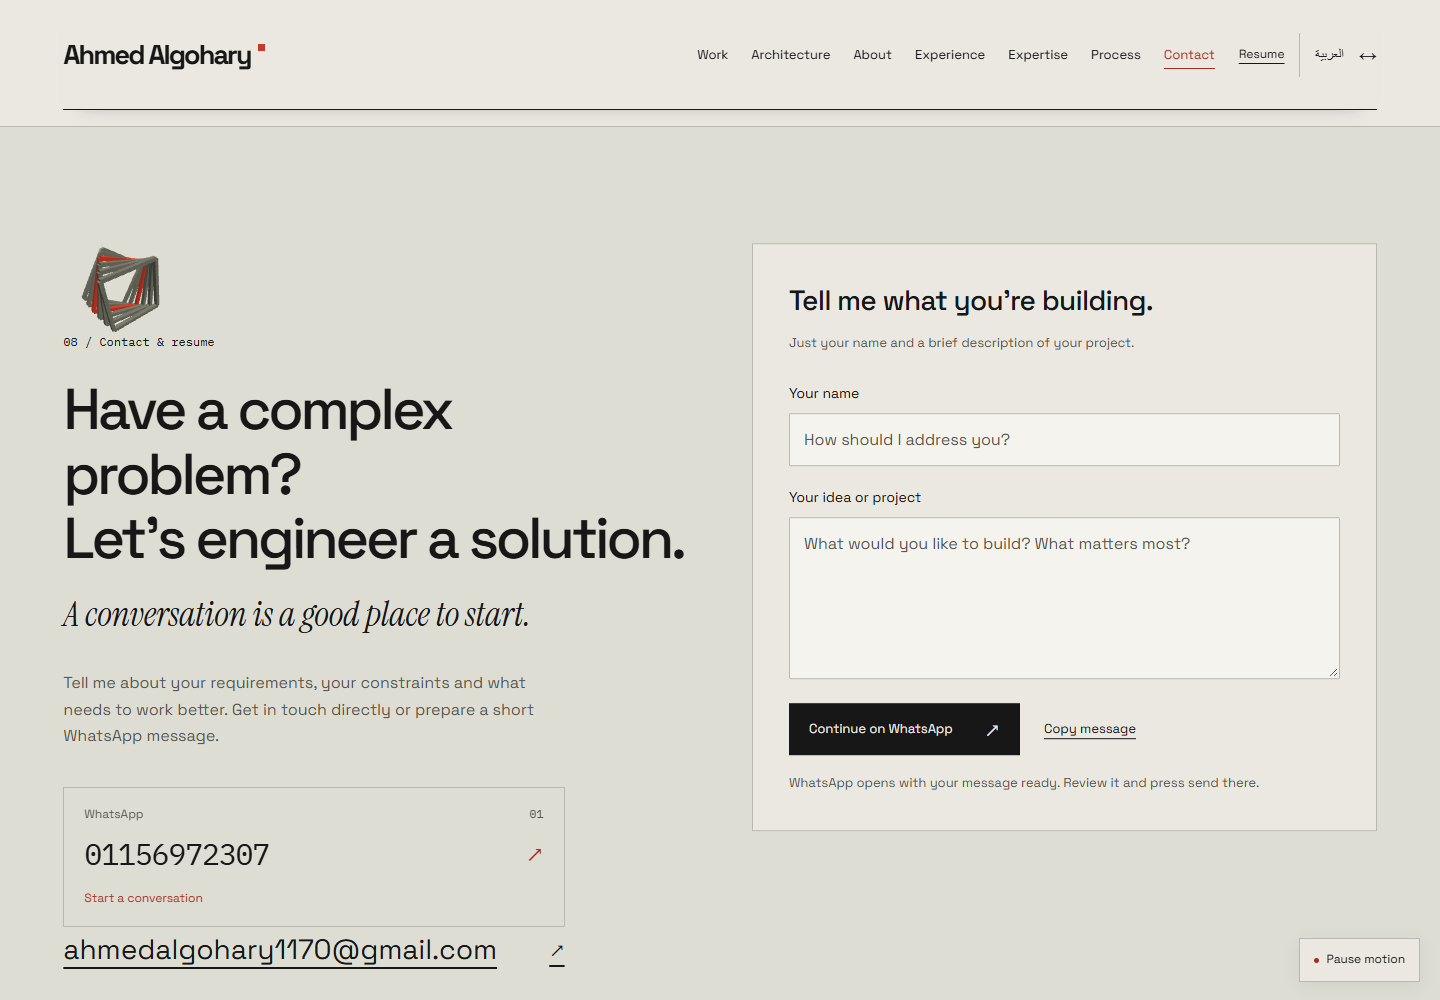 Ahmed Algohary
Work Architecture About Experience Expertise Process Contact Resume العربية
08 / Contact & resume
Have a complex
problem?
Let’s engineer a solution.
A conversation is a good place to start.
Tell me about your requirements, your constraints and what
needs to work better. Get in touch directly or prepare a short
WhatsApp message.
WhatsApp 01
01156972307
Start a conversation
ahmedalgohary1170@gmail.com
Tell me what you’re building.
Just your name and a brief description of your project.
Your name
How should I address you?
Your idea or project
What would you like to build? What matters most?
Continue on WhatsApp
Copy message
WhatsApp opens with your message ready. Review it and press send there.
Pause motion